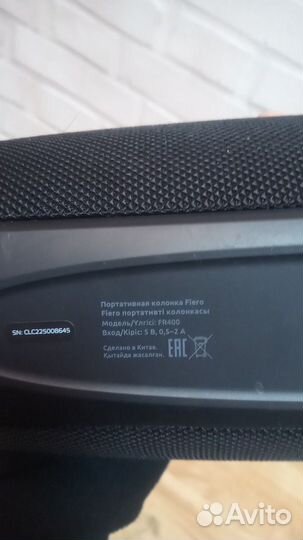 Портативная колонка Fiero
Fiero портативті колонкасы
Модель/Үлгісі: FR400
Вход/Кіріс: 5 В, 0,5-2 А
SN: CLC225008645
Сделано в Китае.
Қытайда жасалған.
EAC
Avito